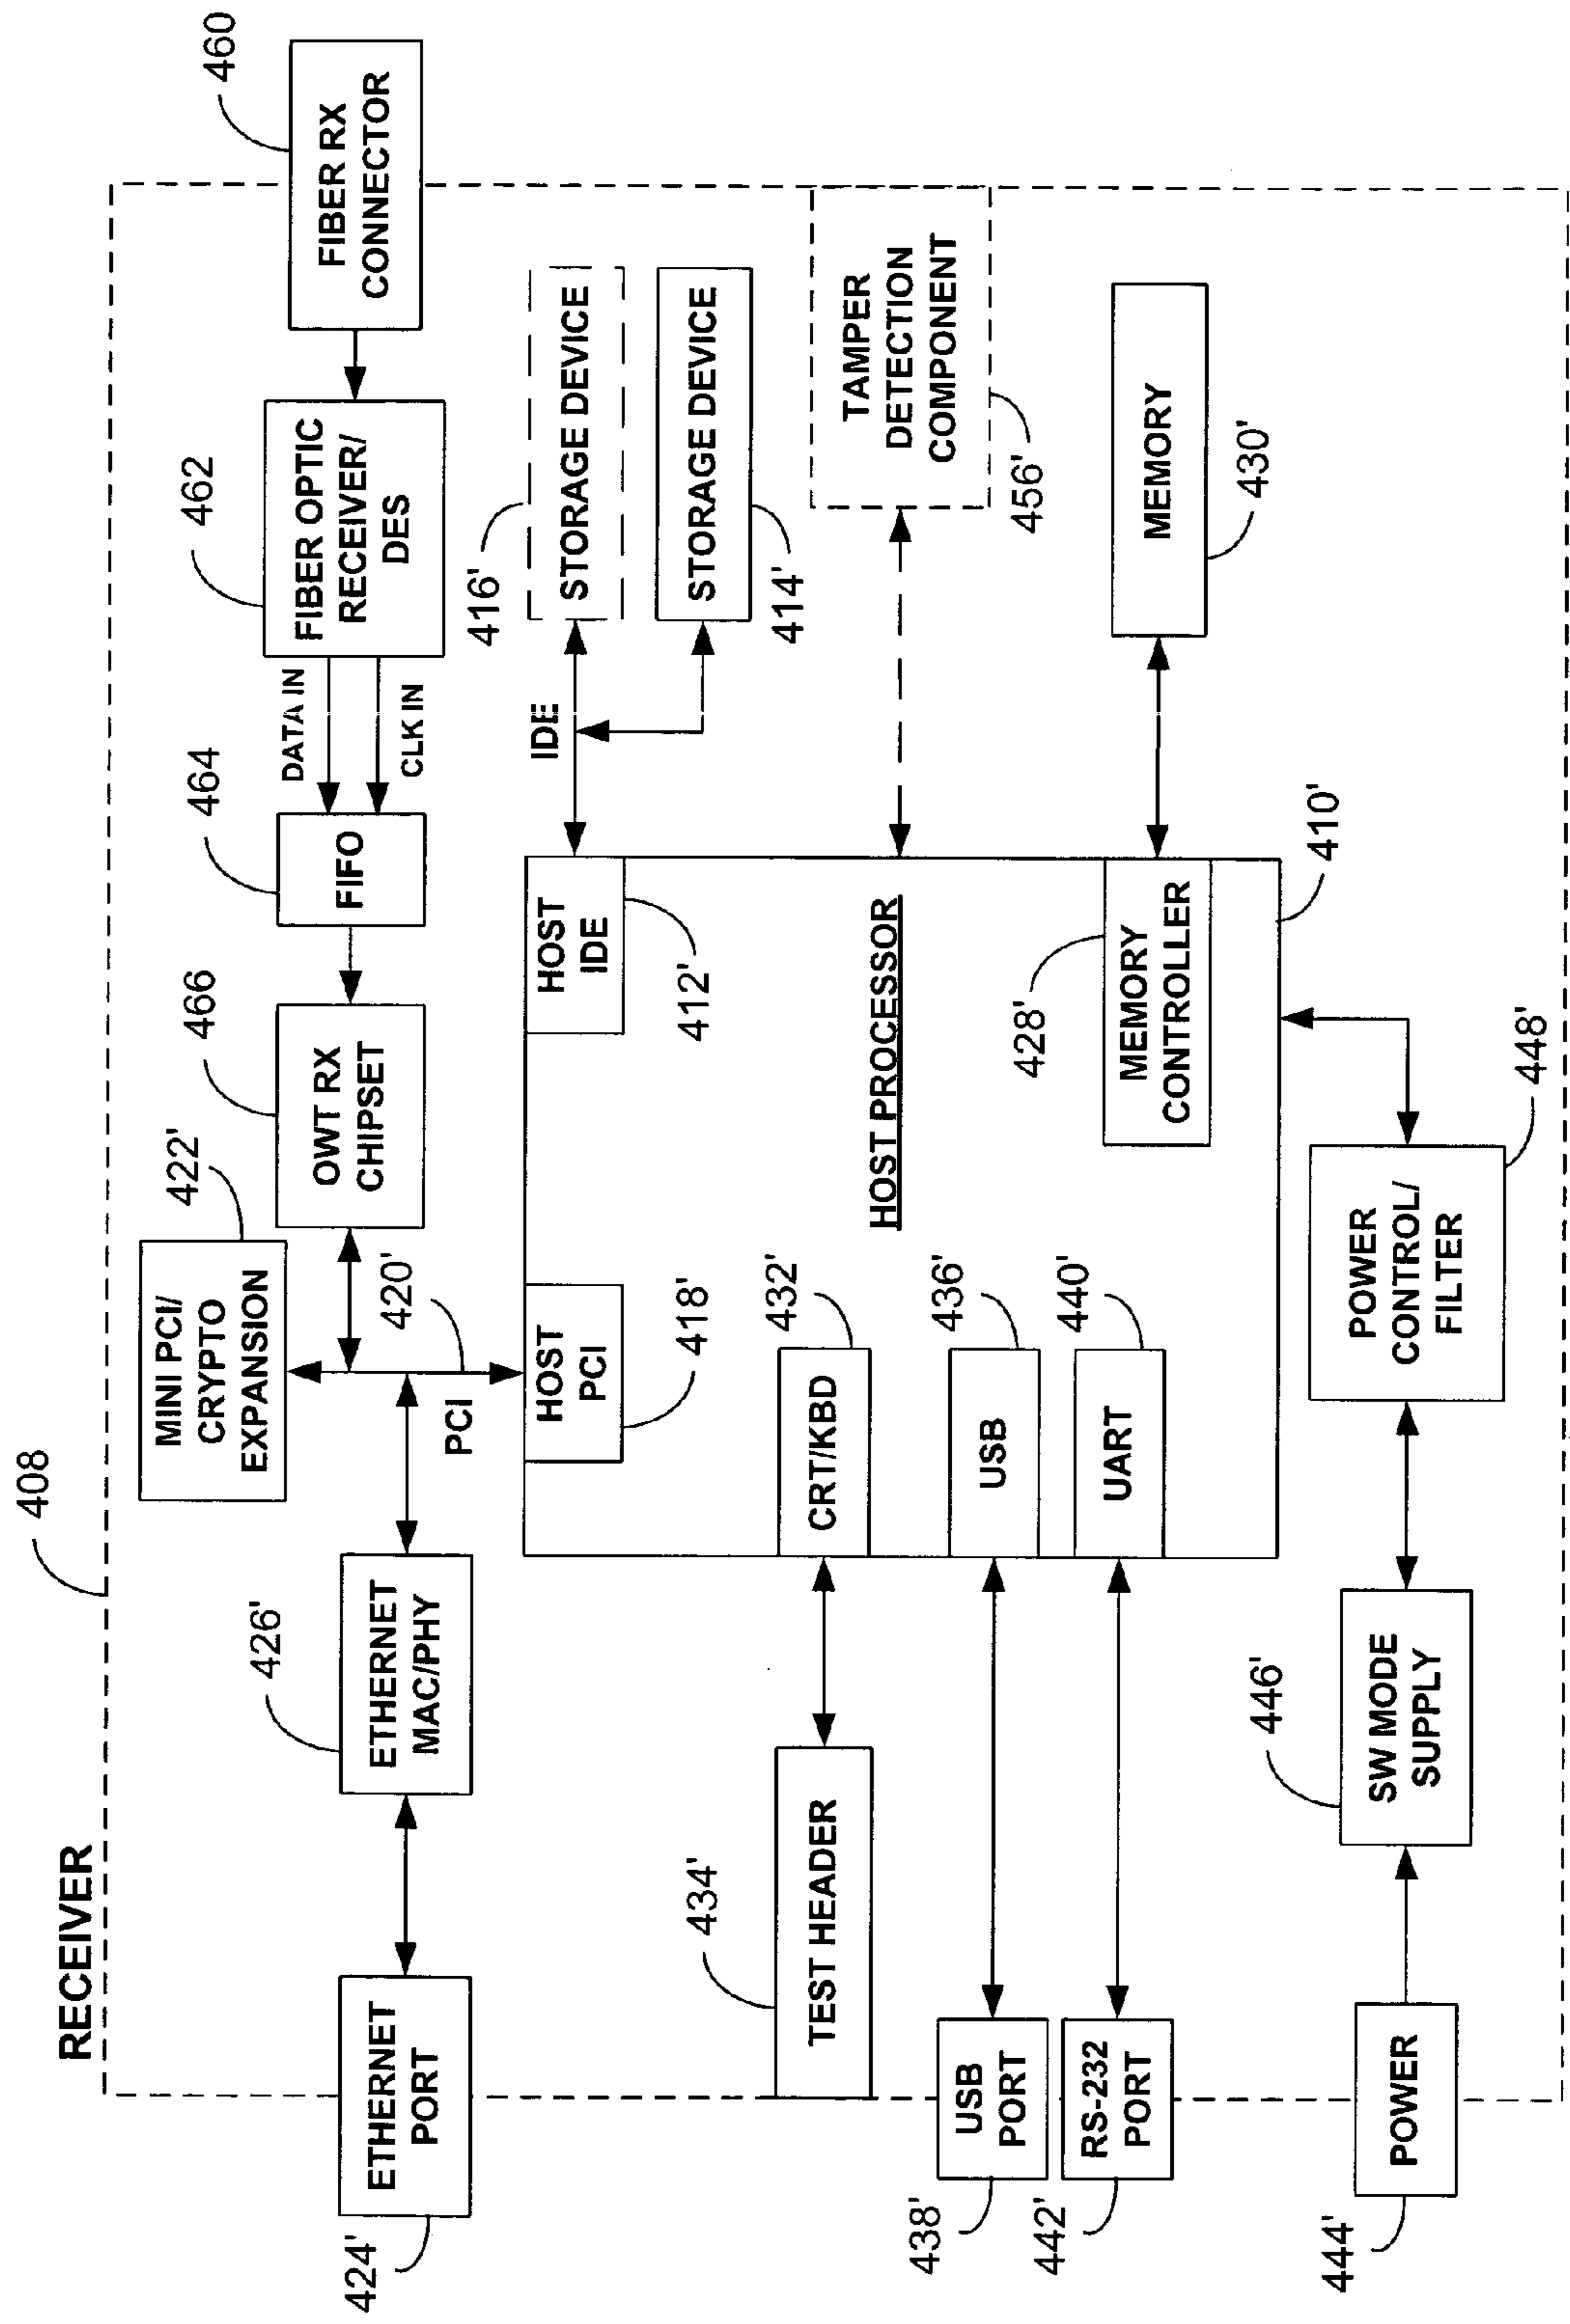 RECEIVER
408
424'
ETHERNET
PORT
426'
ETHERNET
MAC/PHY
MINI PCI/
CRYPTO
EXPANSION
422'
PCI
420'
466
OWT RX
CHIPSET
464
FIFO
DATA IN
CLK IN
462
FIBER OPTIC
RECEIVER/
DES
460
FIBER RX
CONNECTOR
HOST
PCI
418'
HOST
IDE
412'
IDE
416'
STORAGE DEVICE
STORAGE DEVICE
414'
434'
TEST HEADER
CRT/KBD
432'
HOST PROCESSOR
TAMPER
DETECTION
COMPONENT
456'
438'
USB
PORT
USB
436'
442'
RS-232
PORT
UART
440'
428'
MEMORY
CONTROLLER
MEMORY
430'
410'
444'
POWER
446'
SW MODE
SUPPLY
POWER
CONTROL/
FILTER
448'